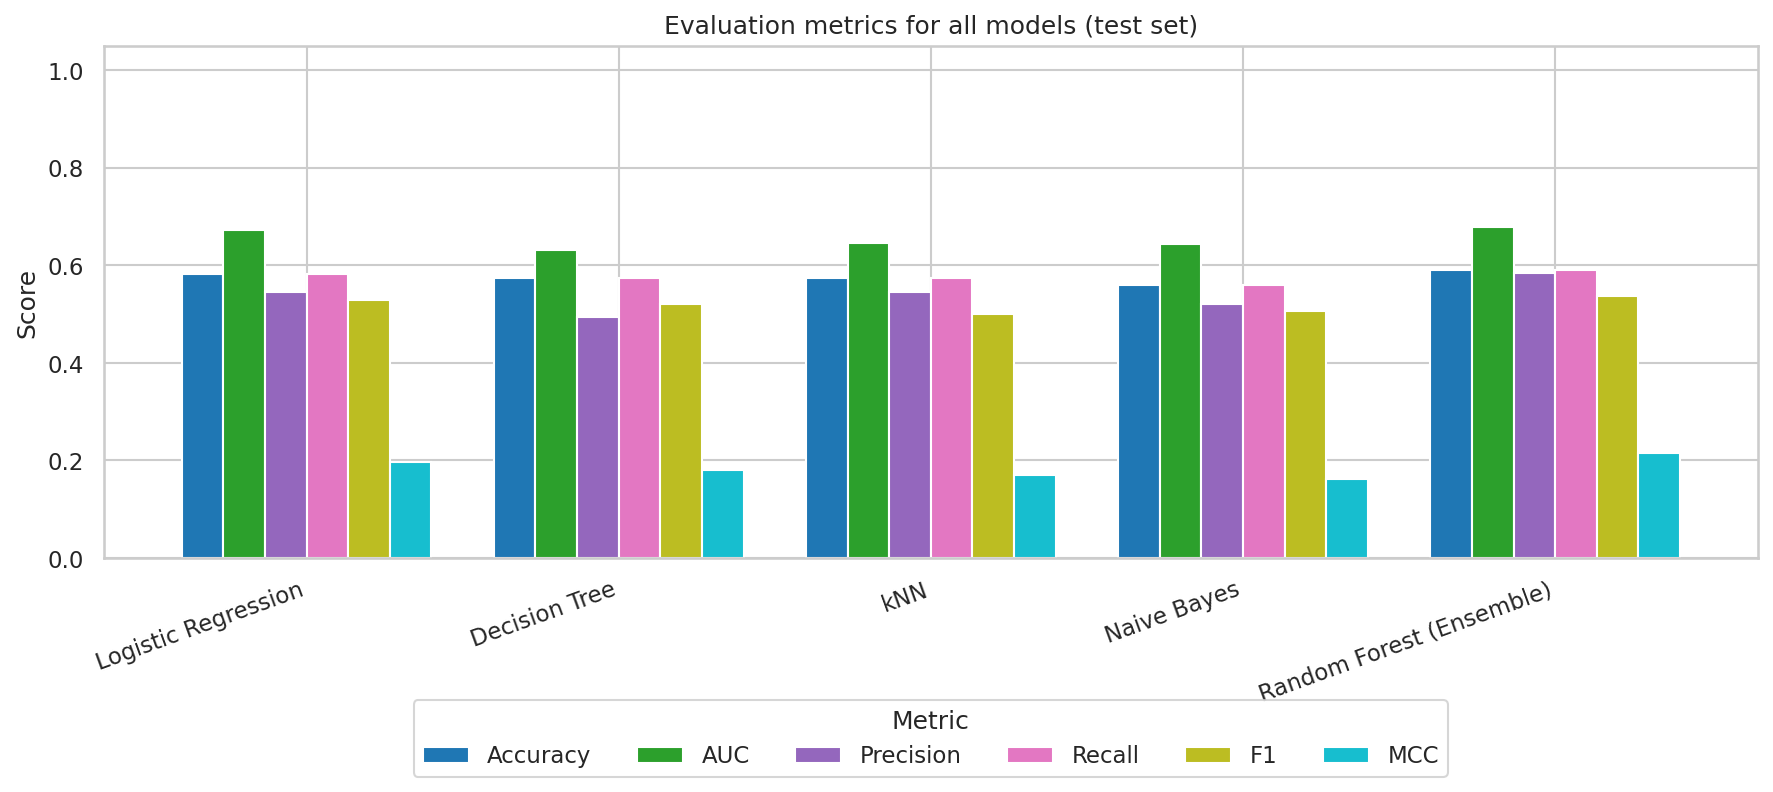 Evaluation metrics for all models (test set)
1.0
0.8
0.6
0.4
0.2
0.0
Score
Logistic Regression
Decision Tree
kNN
Naive Bayes
Random Forest (Ensemble)
Metric
Accuracy AUC Precision Recall F1 MCC